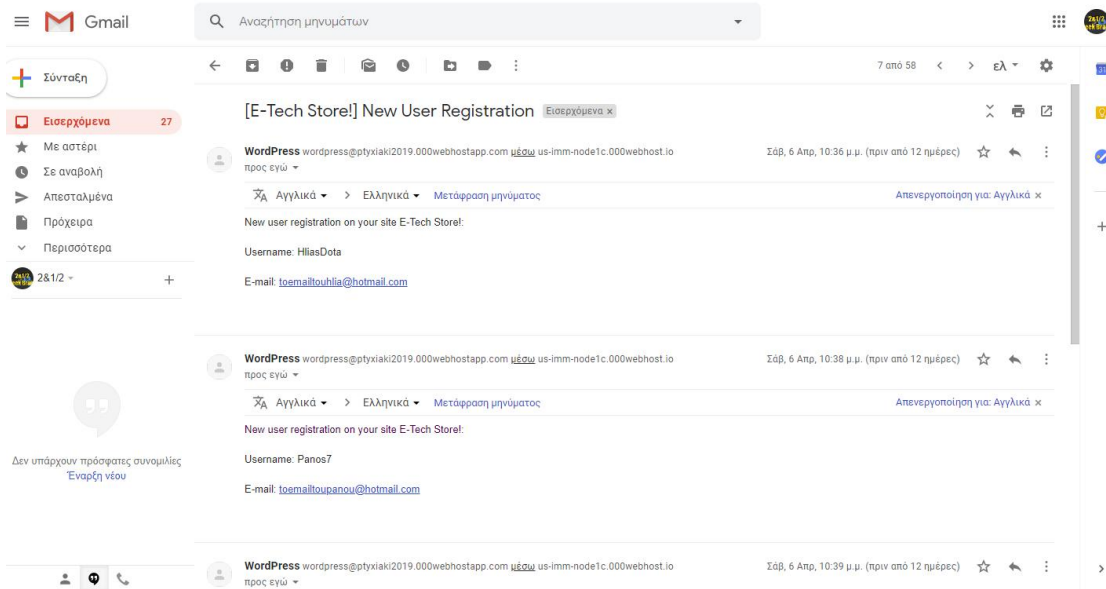 Gmail
Αναζήτηση μηνυμάτων
Σύνταξη
7 από 58
ελ
Εισερχόμενα 27
Με αστέρι
Σε αναβολή
Απεσταλμένα
Πρόχειρα
Περισσότερα
2&1/2
Δεν υπάρχουν πρόσφατες συνομιλίες
Έναρξη νέου
[E-Tech Store!] New User Registration Εισερχόμενα x
WordPress wordpress@ptyxiaki2019.000webhostapp.com μέσω us-imm-node1c.000webhost.io Σάβ, 6 Απρ, 10:36 μ.μ. (πριν από 12 ημέρες)
προς εγώ
Αγγλικά > Ελληνικά Μετάφραση μηνύματος Απενεργοποίηση για: Αγγλικά x
New user registration on your site E-Tech Store!:
Username: HliasDota
E-mail: toemailtouhlia@hotmail.com
WordPress wordpress@ptyxiaki2019.000webhostapp.com μέσω us-imm-node1c.000webhost.io Σάβ, 6 Απρ, 10:38 μ.μ. (πριν από 12 ημέρες)
προς εγώ
Αγγλικά > Ελληνικά Μετάφραση μηνύματος Απενεργοποίηση για: Αγγλικά x
New user registration on your site E-Tech Store!:
Username: Panos7
E-mail: toemailtoupanou@hotmail.com
WordPress wordpress@ptyxiaki2019.000webhostapp.com μέσω us-imm-node1c.000webhost.io Σάβ, 6 Απρ, 10:39 μ.μ. (πριν από 12 ημέρες)
προς εγώ